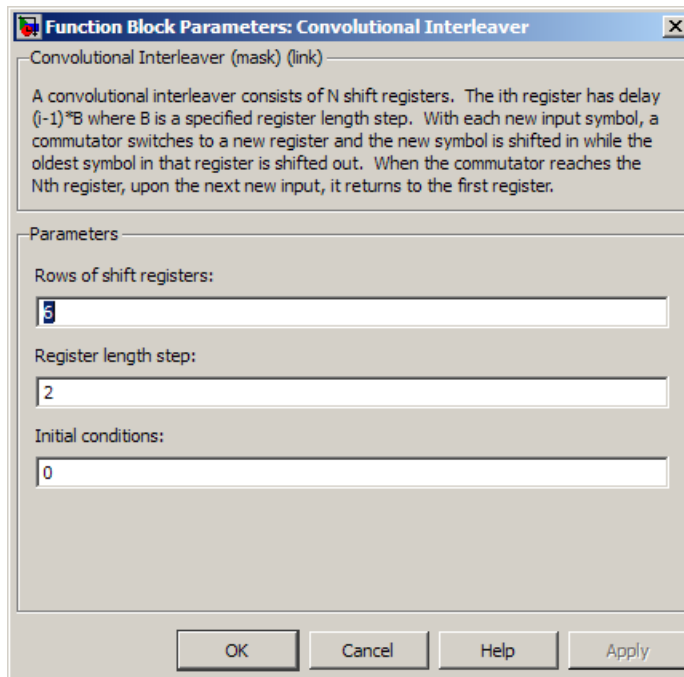 Function Block Parameters: Convolutional Interleaver
Convolutional Interleaver (mask) (link)
A convolutional interleaver consists of N shift registers.  The ith register has delay
(i-1)*B where B is a specified register length step.  With each new input symbol, a
commutator switches to a new register and the new symbol is shifted in while the
oldest symbol in that register is shifted out.  When the commutator reaches the
Nth register, upon the next new input, it returns to the first register.
Parameters
Rows of shift registers:
6
Register length step:
2
Initial conditions:
0
OK Cancel Help Apply